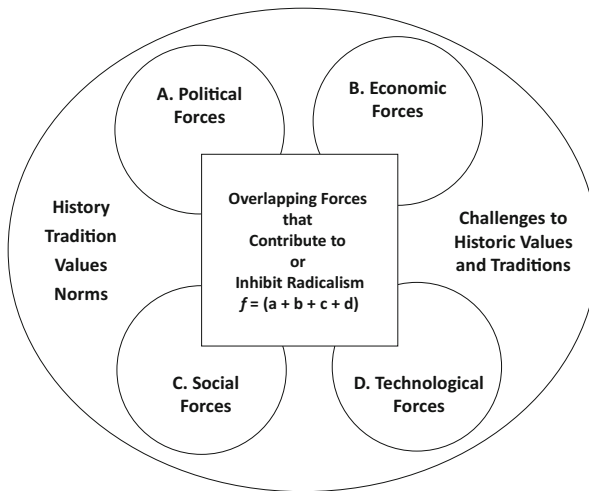 A. Political
Forces
B. Economic
Forces
History
Tradition
Values
Norms
Overlapping Forces
that
Contribute to
or
Inhibit Radicalism
f = (a + b + c + d)
Challenges to
Historic Values
and Traditions
C. Social
Forces
D. Technological
Forces